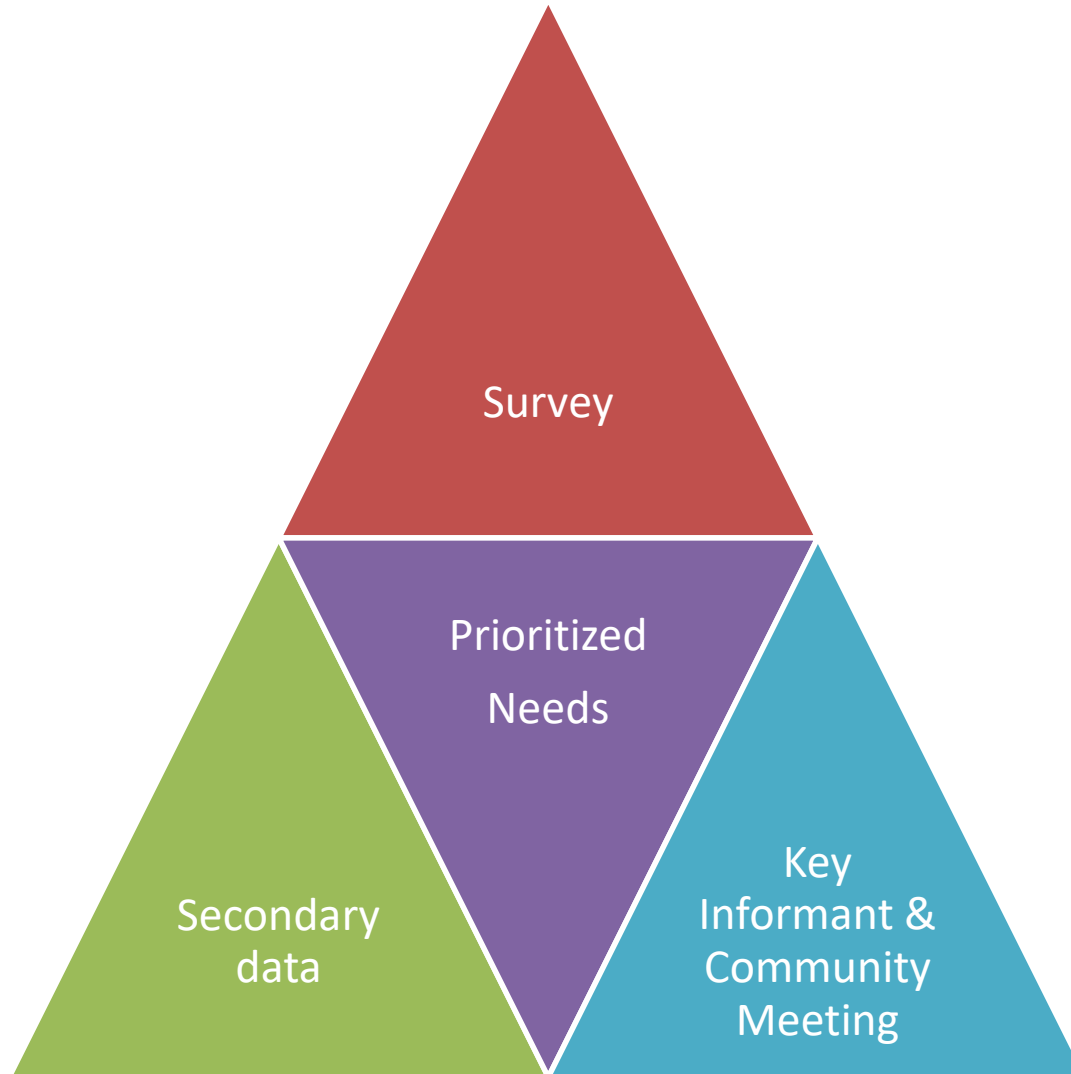 Survey
Prioritized
Needs
Secondary
data
Key
Informant &
Community
Meeting